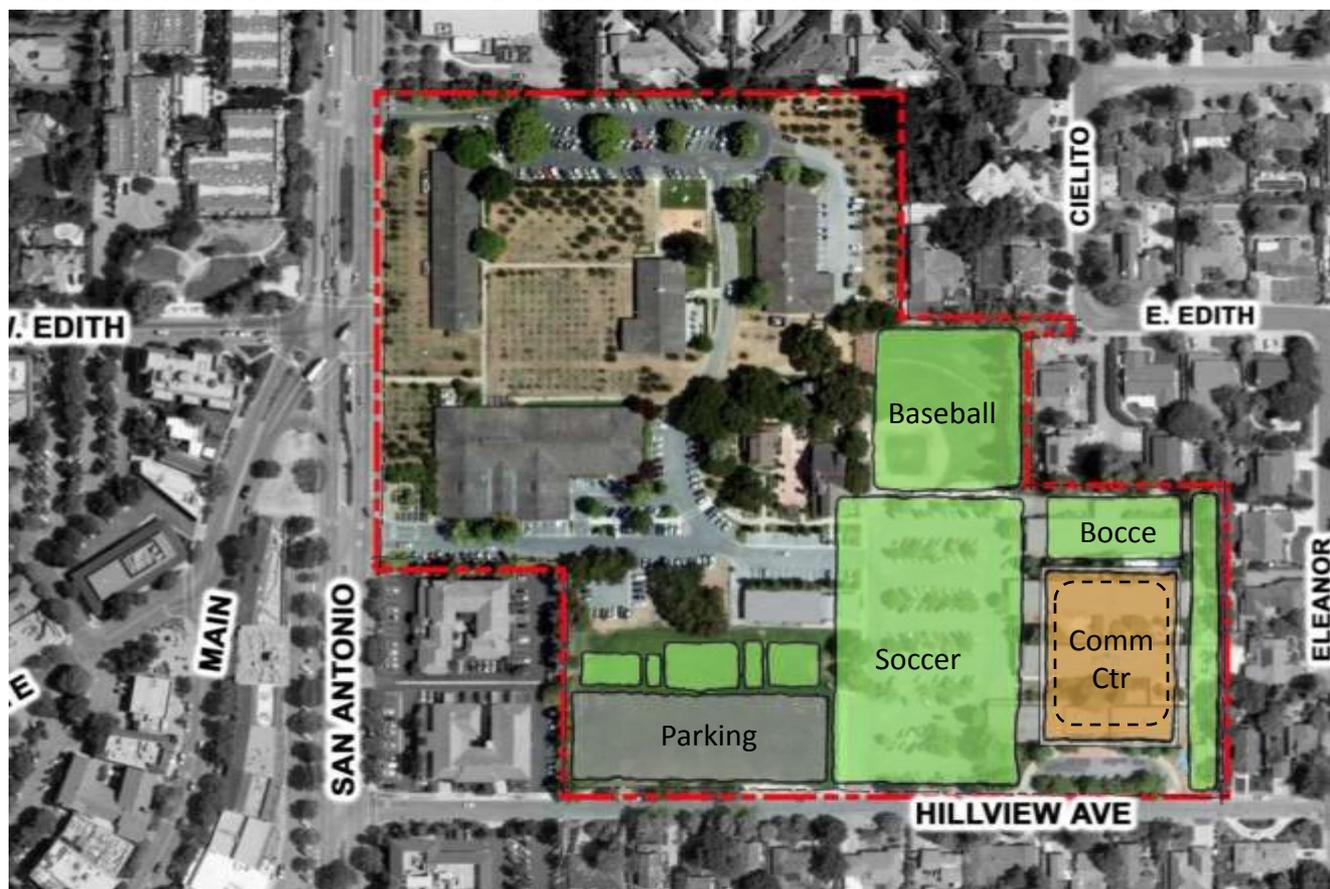 CIELITO
W. EDITH
E. EDITH
Baseball
Bocce
ELEANOR
MAIN
SAN ANTONIO
Soccer
Comm
Ctr
Parking
HILLVIEW AVE